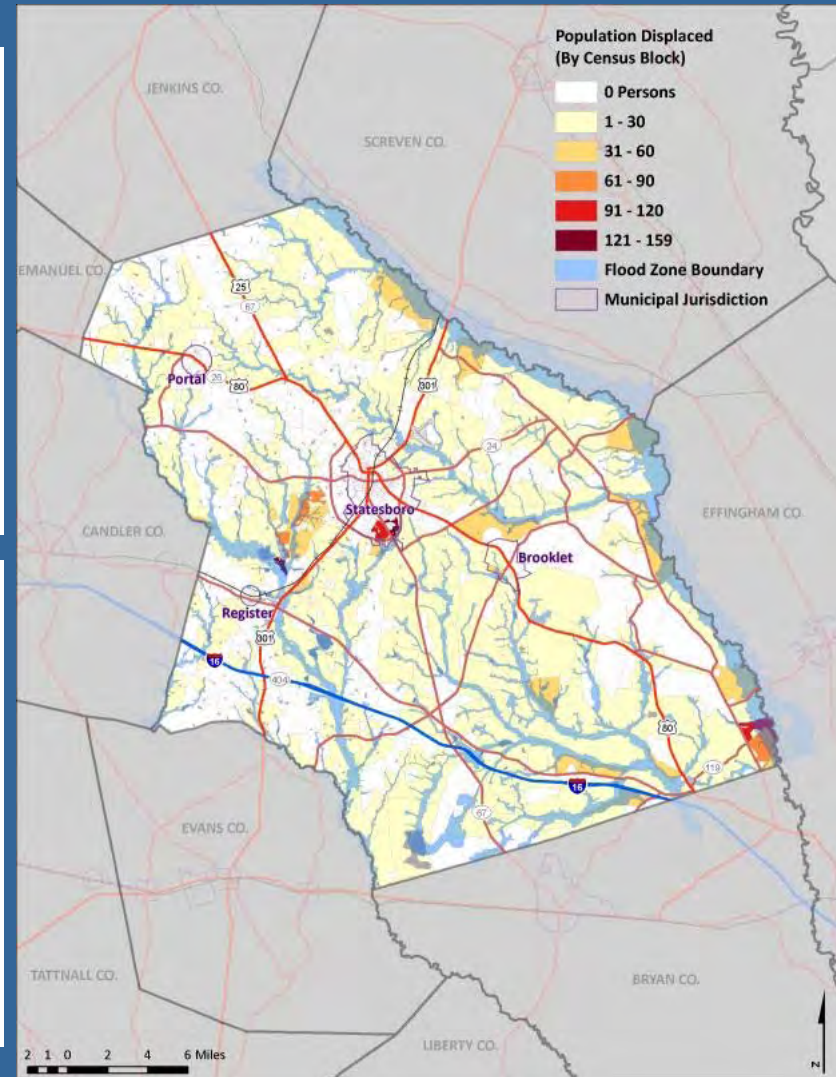 Population Displaced
(By Census Block)
0 Persons
1 - 30
31 - 60
61 - 90
91 - 120
121 - 159
Flood Zone Boundary
Municipal Jurisdiction
JENKINS CO.
SCREVEN CO.
EMANUEL CO.
25
67
Portal
26
80
301
24
Statesboro
EFFINGHAM CO.
CANDLER CO.
Brooklet
Register
301
16
404
80
119
16
67
EVANS CO.
TATTNALL CO.
BRYAN CO.
LIBERTY CO.
2 1 0 2 4 6 Miles
N